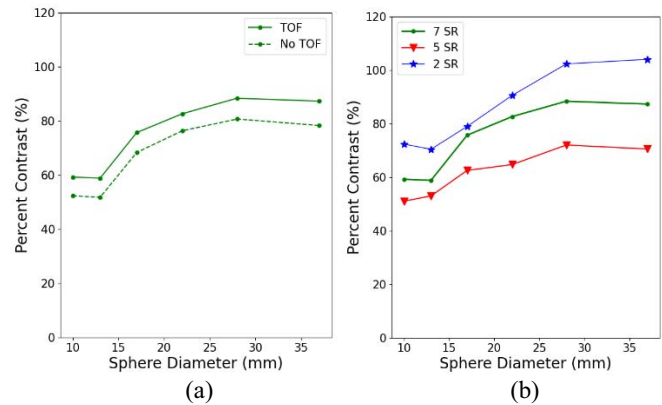 120
100
80
60
40
20
0
Percent Contrast (%)
10 15 20 25 30 35
Sphere Diameter (mm)
TOF
No TOF
(a)
120
100
80
60
40
20
0
Percent Contrast (%)
10 15 20 25 30 35
Sphere Diameter (mm)
7 SR
5 SR
2 SR
(b)